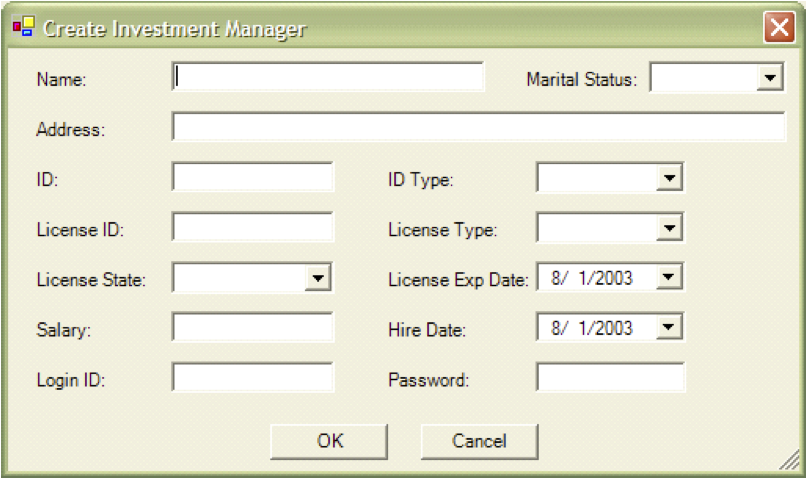 Create Investment Manager
Name: Marital Status:
Address:
ID: ID Type:
License ID: License Type:
License State: License Exp Date: 8/ 1/2003
Salary: Hire Date: 8/ 1/2003
Login ID: Password:
OK Cancel